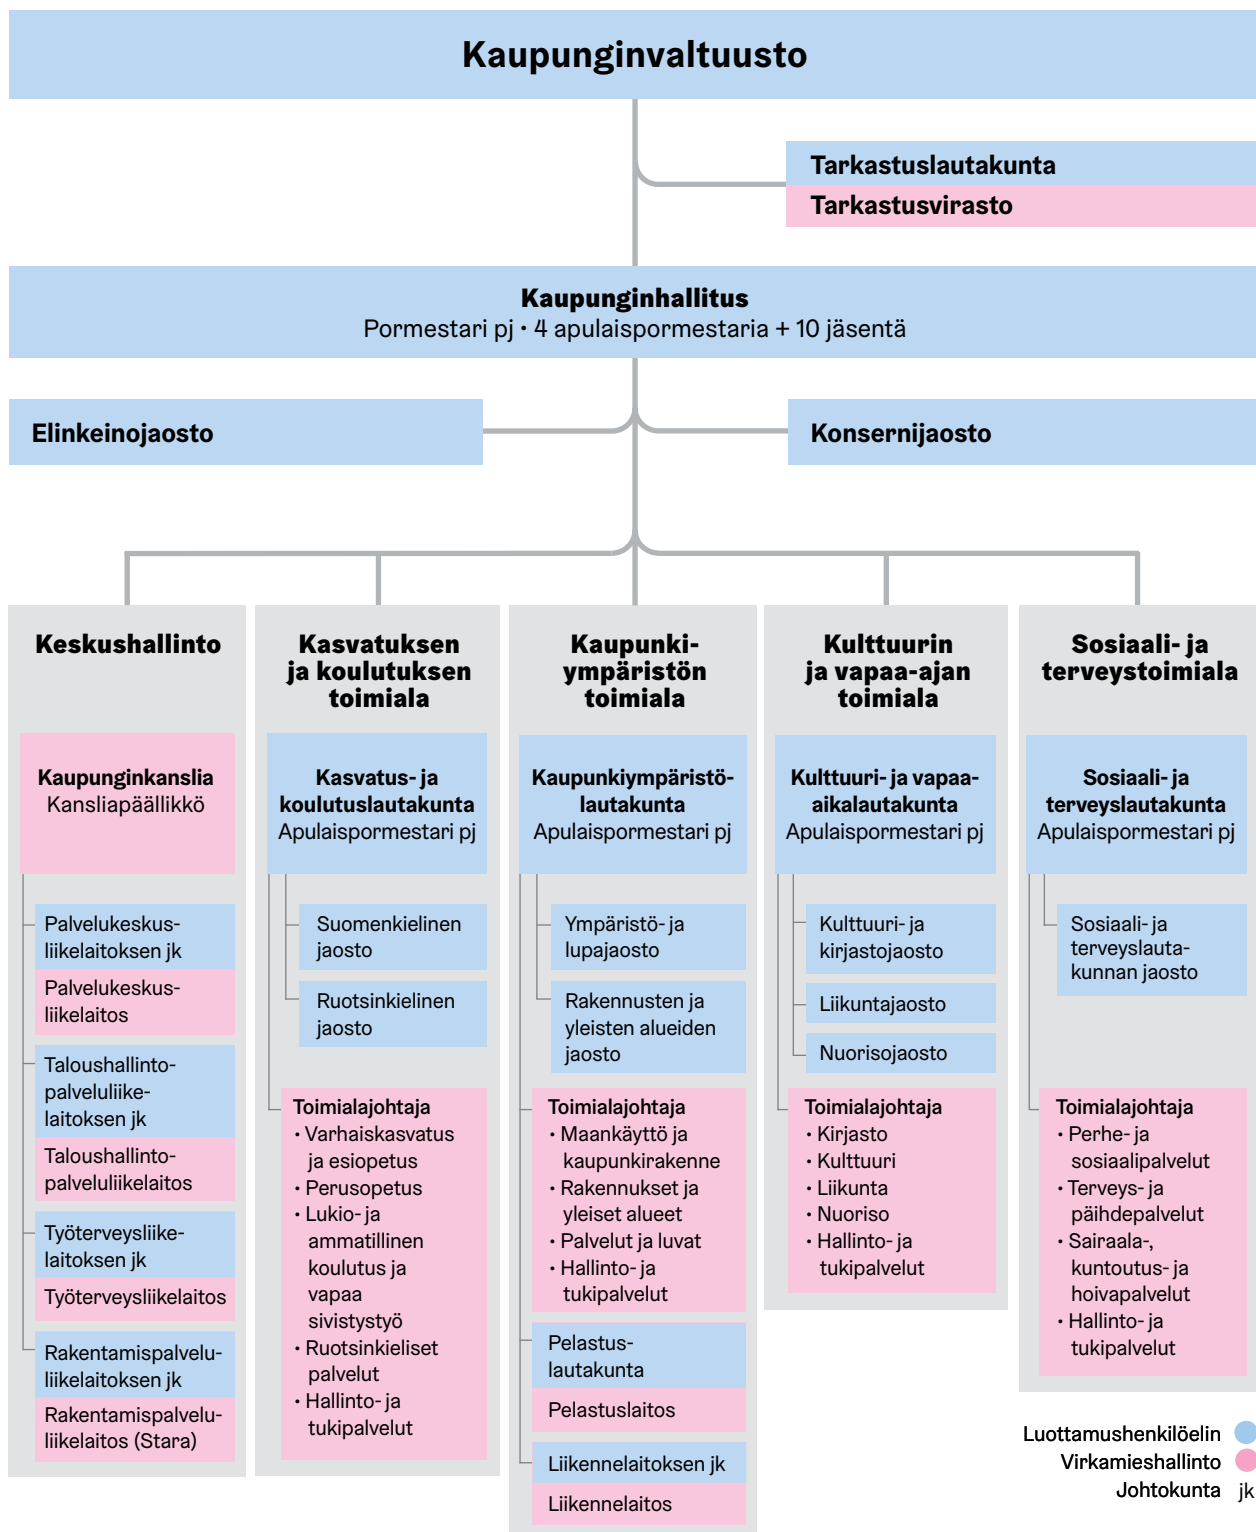 Kaupunginvaltuusto
Tarkastuslautakunta
Tarkastusvirasto
Kaupunginhallitus
Pormestari pj • 4 apulaispormestaria + 10 jäsentä
Elinkeinojaosto
Konsernijaosto
Keskushallinto
Kaupunginkanslia
Kansliapäällikkö
Palvelukeskus-
liikelaitoksen jk
Palvelukeskus-
liikelaitos
Taloushallinto-
palveluliike-
laitoksen jk
Taloushallinto-
palveluliikelaitos
Työterveysliike-
laitoksen jk
Työterveysliikelaitos
Rakentamispalvelu-
liikelaitoksen jk
Rakentamispalvelu-
liikelaitos (Stara)
Kasvatuksen
ja koulutuksen
toimiala
Kasvatus- ja
koulutuslautakunta
Apulaispormestari pj
Suomenkielinen
jaosto
Ruotsinkielinen
jaosto
Toimialajohtaja
• Varhaiskasvatus
ja esiopetus
• Perusopetus
• Lukio- ja
ammatillinen
koulutus ja
vapaa
sivistystyö
• Ruotsinkieliset
palvelut
• Hallinto- ja
tukipalvelut
Kaupunki-
ympäristön
toimiala
Kaupunkiympäristö-
lautakunta
Apulaispormestari pj
Ympäristö- ja
lupajaosto
Rakennusten ja
yleisten alueiden
jaosto
Toimialajohtaja
• Maankäyttö ja
kaupunkirakenne
• Rakennukset ja
yleiset alueet
• Palvelut ja luvat
• Hallinto- ja
tukipalvelut
Pelastus-
lautakunta
Pelastuslaitos
Liikennelaitoksen jk
Liikennelaitos
Kulttuurin
ja vapaa-ajan
toimiala
Kulttuuri- ja vapaa-
aikalautakunta
Apulaispormestari pj
Kulttuuri- ja
kirjastojaosto
Liikuntajaosto
Nuorisojaosto
Toimialajohtaja
• Kirjasto
• Kulttuuri
• Liikunta
• Nuoriso
• Hallinto- ja
tukipalvelut
Sosiaali- ja
terveystoimiala
Sosiaali- ja
terveyslautakunta
Apulaispormestari pj
Sosiaali- ja
terveyslauta-
kunnan jaosto
Toimialajohtaja
• Perhe- ja
sosiaalipalvelut
• Terveys- ja
päihdepalvelut
• Sairaala-,
kuntoutus- ja
hoivapalvelut
• Hallinto- ja
tukipalvelut
Luottamushenkilöelin
Virkamieshallinto
Johtokunta jk